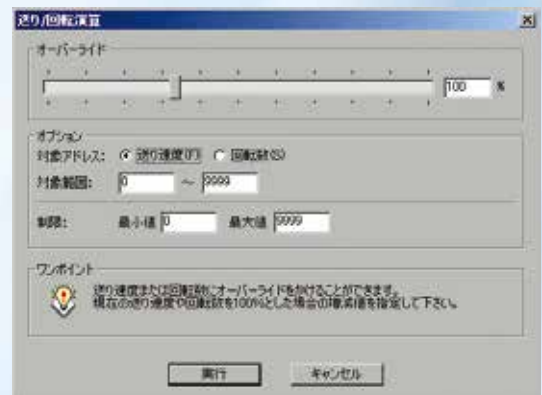 送り/回転演算
オーバーライド
100 %
オプション
対象アドレス: 送り速度(F) 回転数(S)
対象範囲: 0 ～ 9999
制限: 最小値 0 最大値 9999
ワンポイント
送り速度または回転数にオーバーライドをかけることができます。
現在の送り速度や回転数を100%とした場合の増減値を指定して下さい。
実行 キャンセル